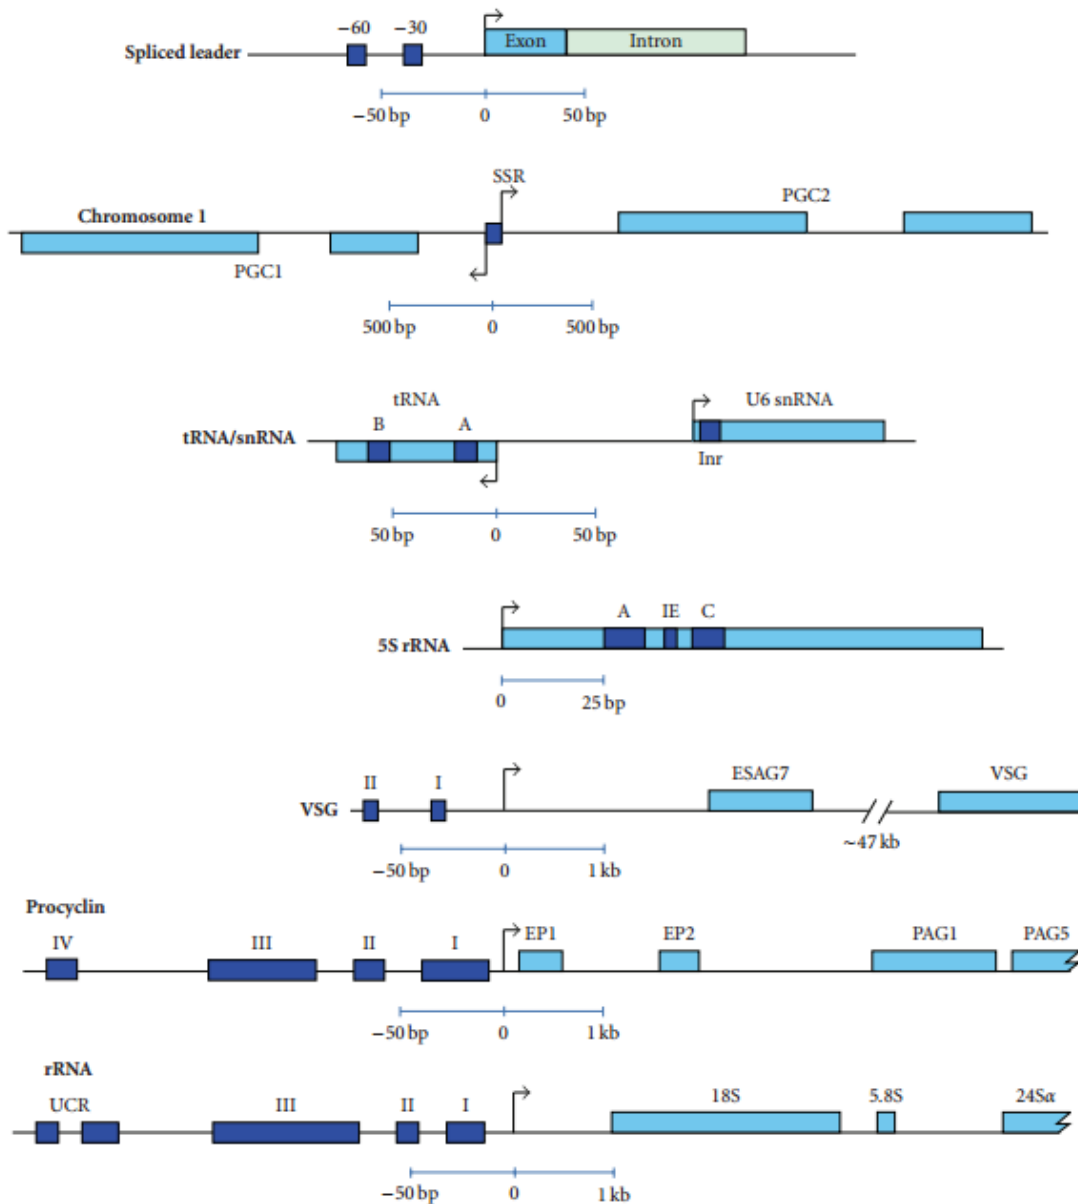 −60 −30
Spliced leader Exon Intron
−50 bp 0 50 bp
SSR
Chromosome 1 PGC2
PGC1
500 bp 0 500 bp
tRNA U6 snRNA
B A
tRNA/snRNA
Inr
50 bp 0 50 bp
A IE C
5S rRNA
0 25 bp
II I ESAG7 VSG
VSG
~47 kb
−50 bp 0 1 kb
Procyclin
IV III II I EP1 EP2 PAG1 PAG5
−50 bp 0 1 kb
rRNA
UCR III II I 18S 5.8S 24Sα
−50 bp 0 1 kb